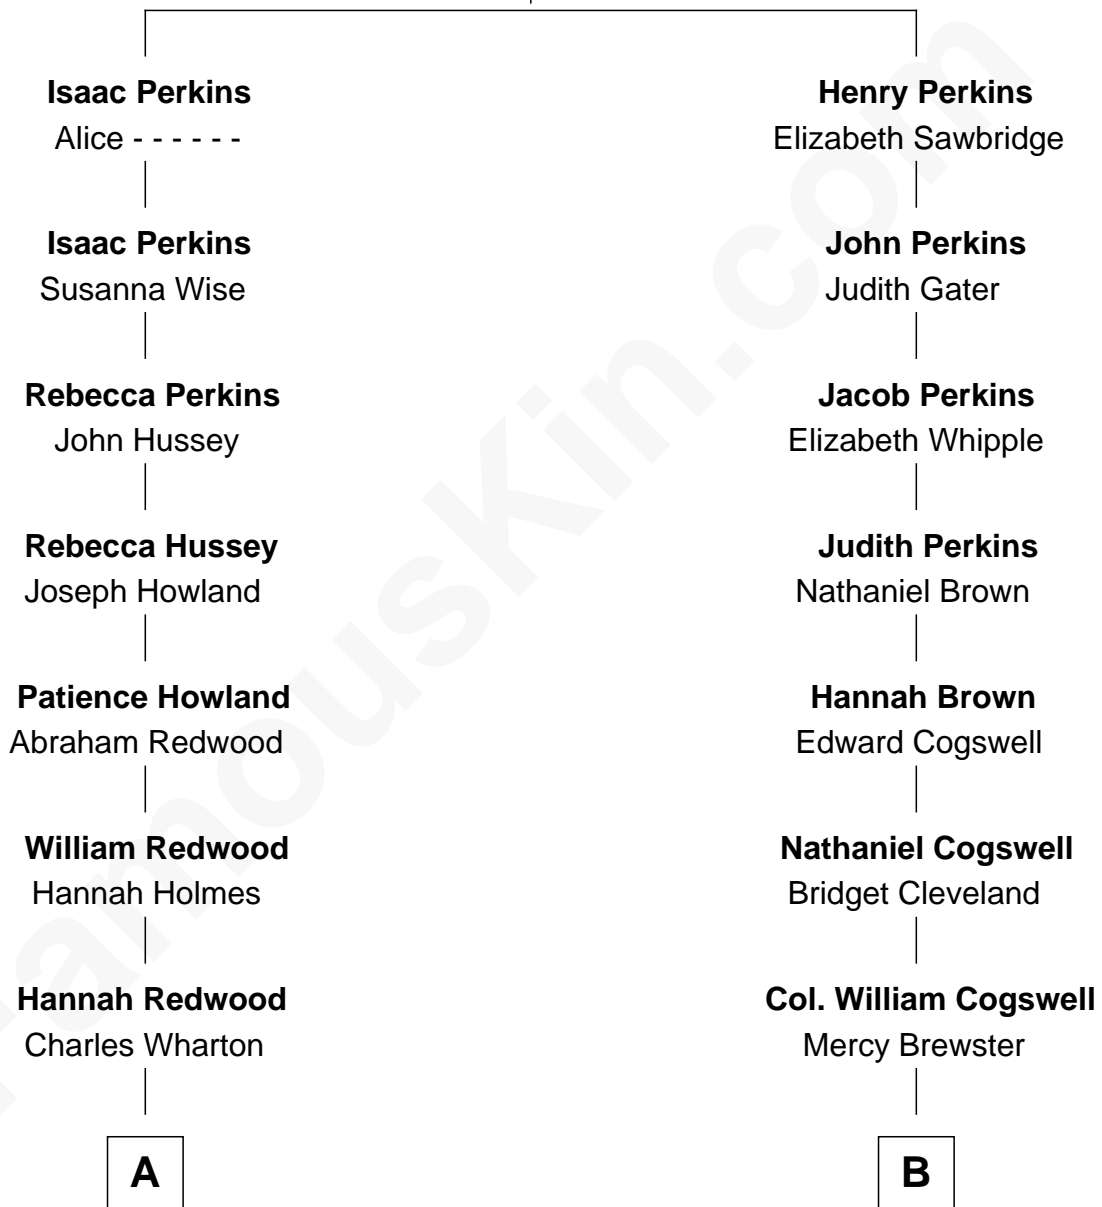 Isaac Perkins
Alice - - - - - -
Henry Perkins
Elizabeth Sawbridge
Isaac Perkins
Susanna Wise
John Perkins
Judith Gater
Rebecca Perkins
John Hussey
Jacob Perkins
Elizabeth Whipple
Rebecca Hussey
Joseph Howland
Judith Perkins
Nathaniel Brown
Patience Howland
Abraham Redwood
Hannah Brown
Edward Cogswell
William Redwood
Hannah Holmes
Nathaniel Cogswell
Bridget Cleveland
Hannah Redwood
Charles Wharton
Col. William Cogswell
Mercy Brewster
A
B
FamousKin.com